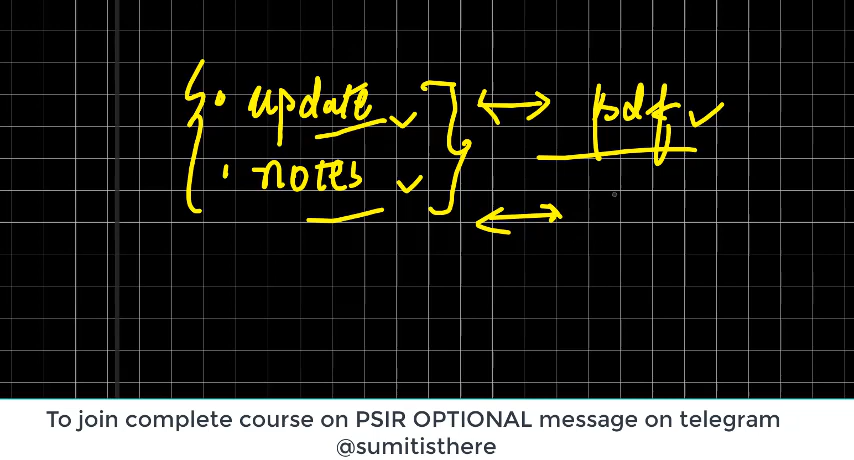 • update
pdf
• notes
To join complete course on PSIR OPTIONAL message on telegram
@sumitisthere